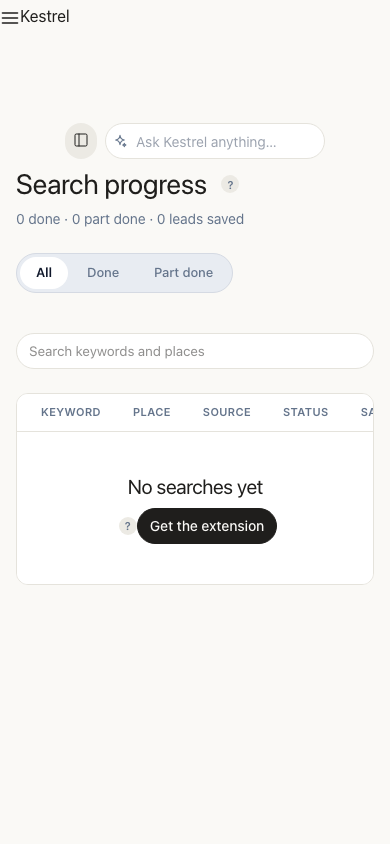 Kestrel
Ask Kestrel anything...
Search progress ?
0 done · 0 part done · 0 leads saved
All Done Part done
Search keywords and places
KEYWORD PLACE SOURCE STATUS SA
No searches yet
? Get the extension